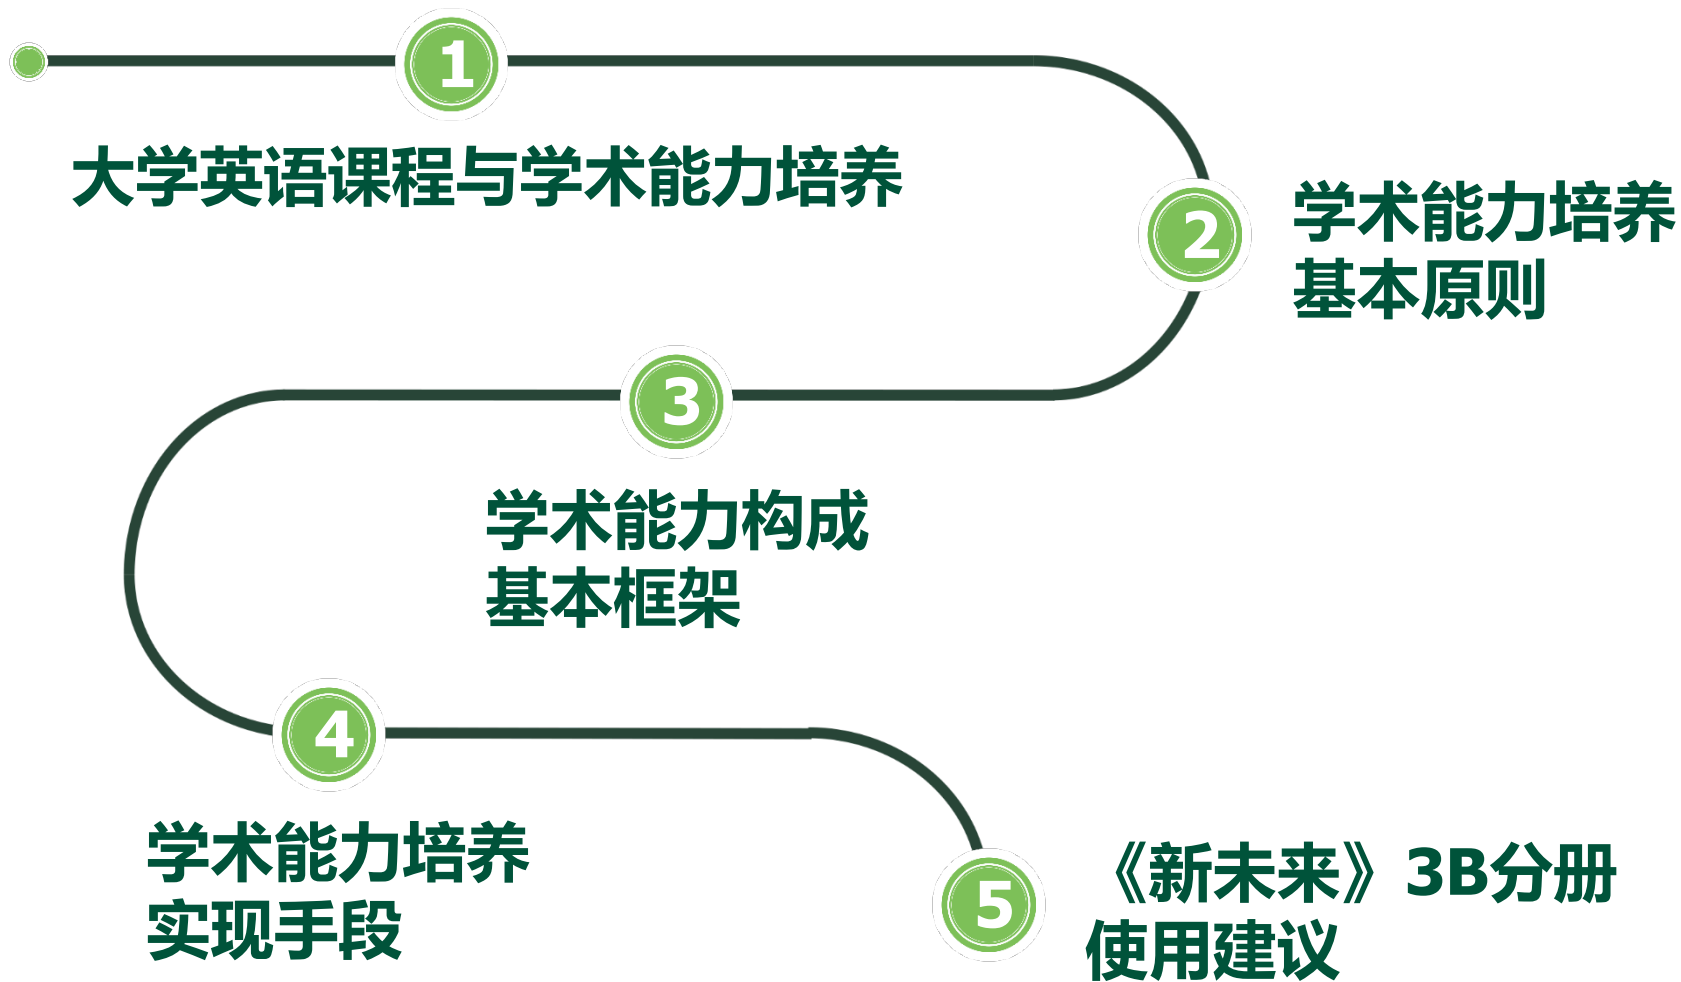 1
大学英语课程与学术能力培养
2
学术能力培养
基本原则
3
学术能力构成
基本框架
4
学术能力培养
实现手段
5
《新未来》3B分册
使用建议